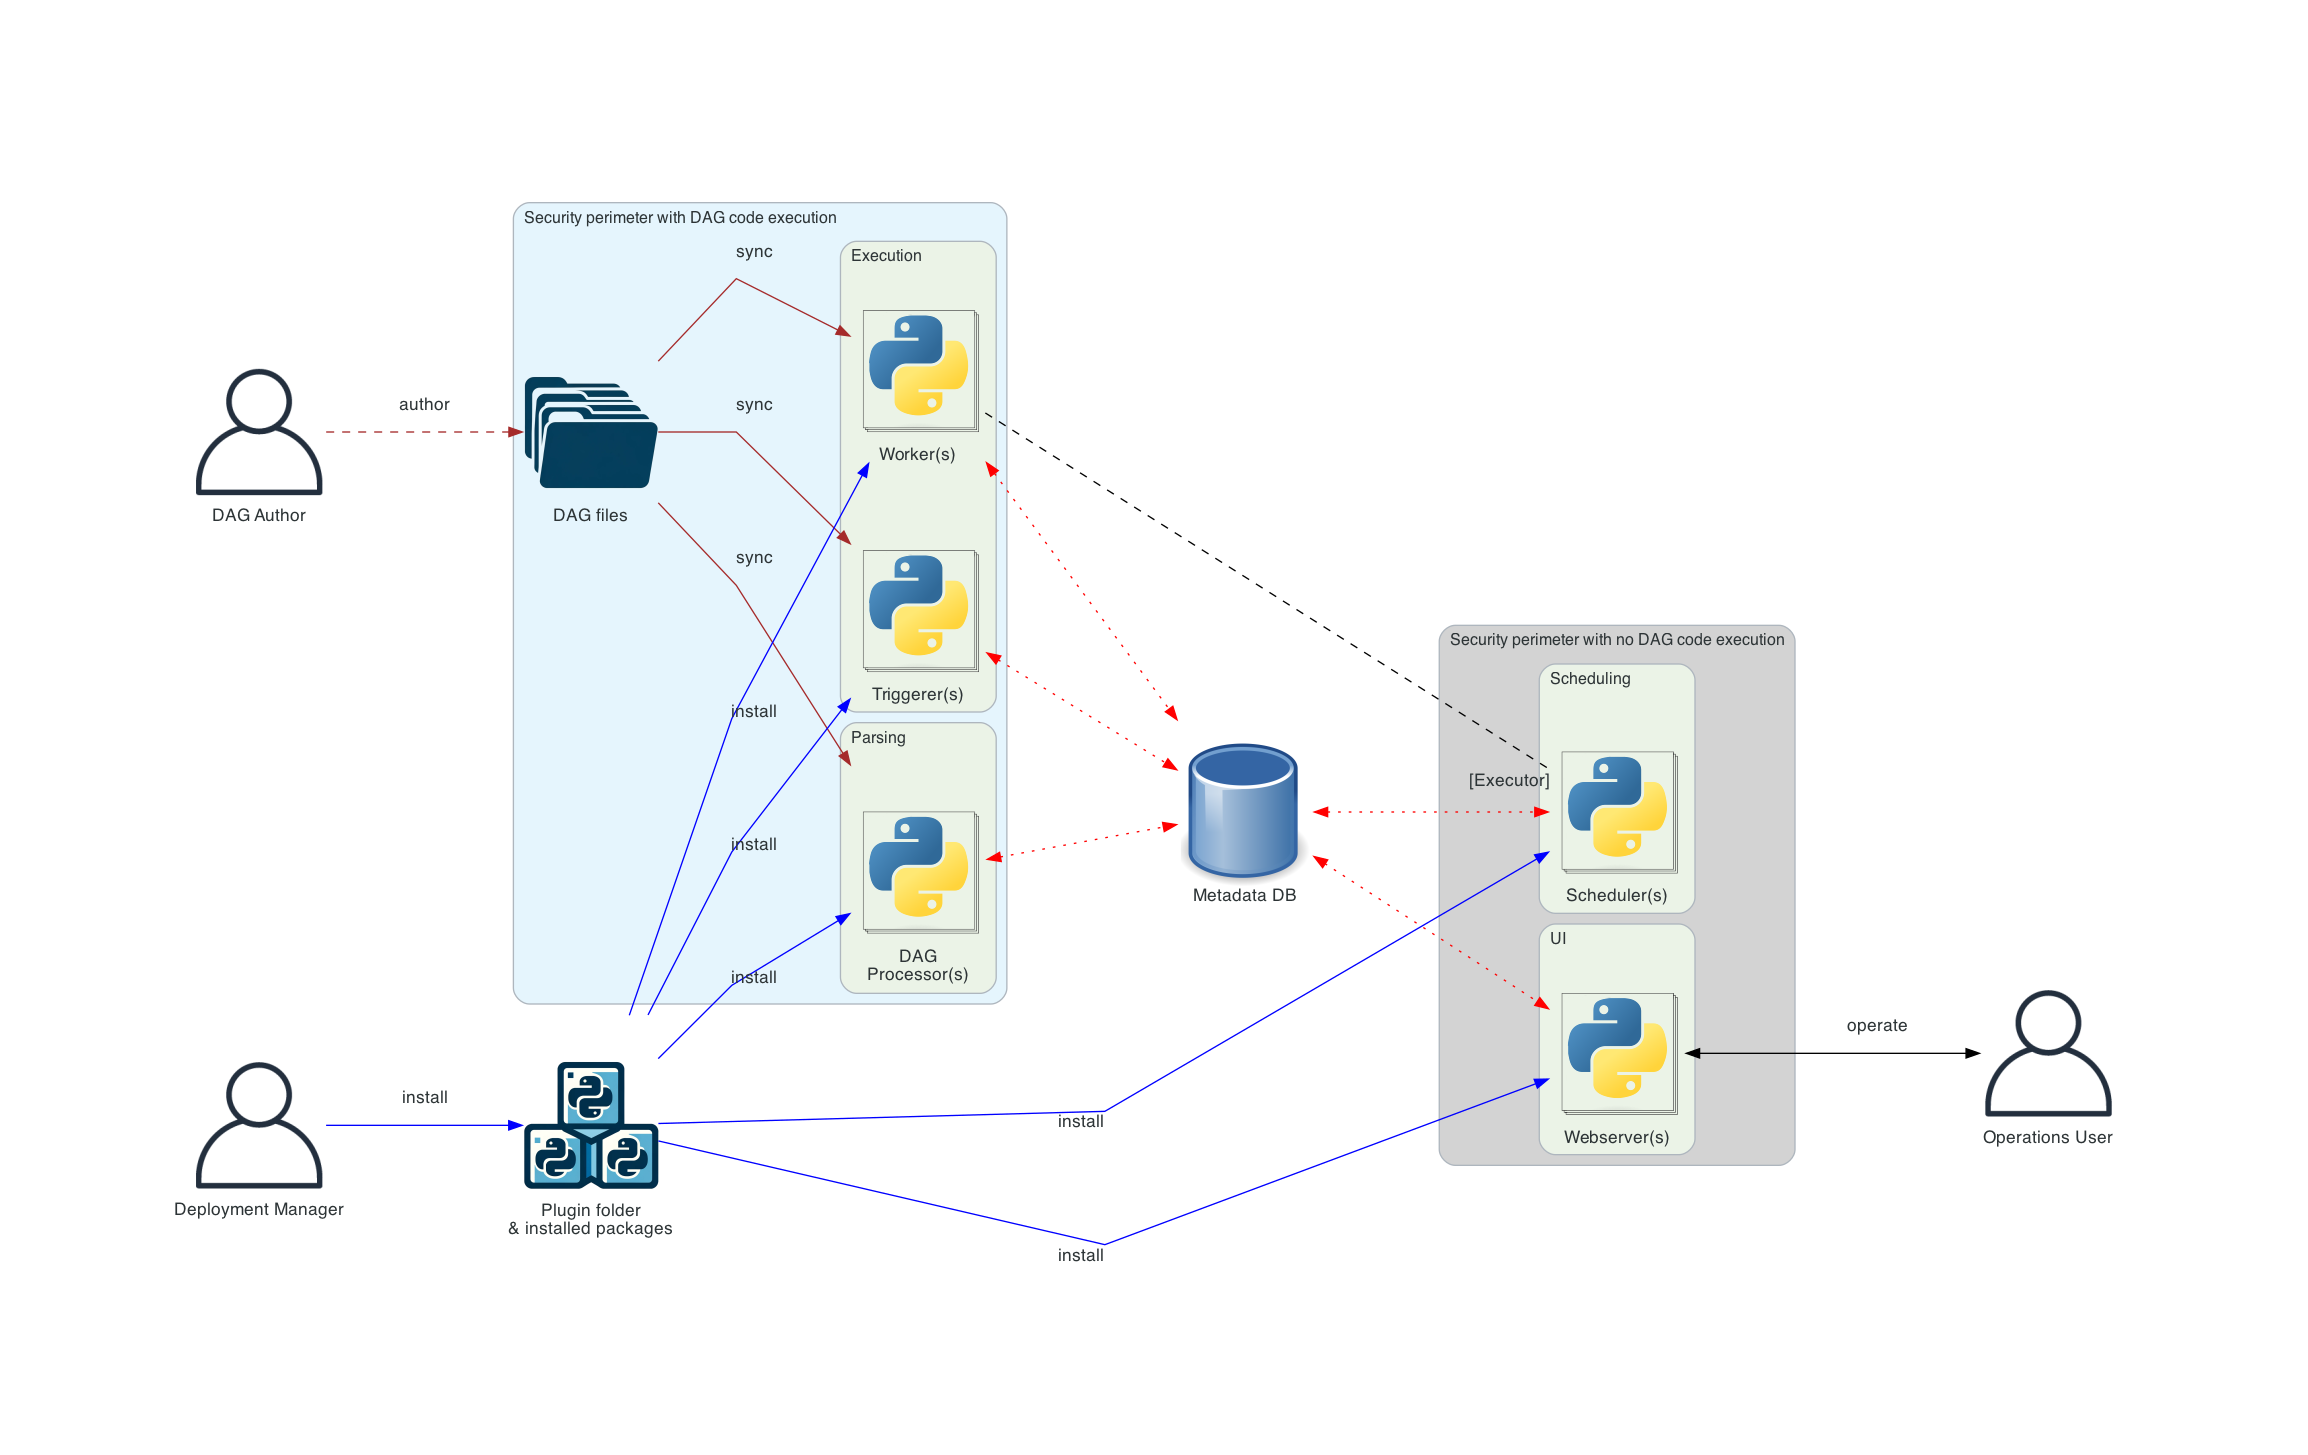 Security perimeter with DAG code execution
sync
Execution
author
sync
Worker(s)
DAG Author
DAG files
sync
Triggerer(s)
install
Parsing
install
DAG
Processor(s)
install
Metadata DB
Security perimeter with no DAG code execution
Scheduling
[Executor]
Scheduler(s)
UI
operate
Webserver(s)
Operations User
install
install
Deployment Manager
Plugin folder
& installed packages
install